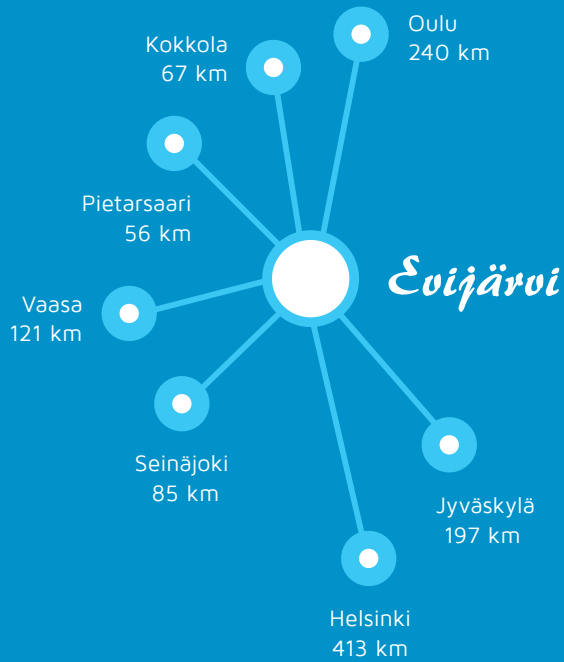 Oulu
240 km
Kokkola
67 km
Pietarsaari
56 km
Evijärvi
Vaasa
121 km
Seinäjoki
85 km
Jyväskylä
197 km
Helsinki
413 km